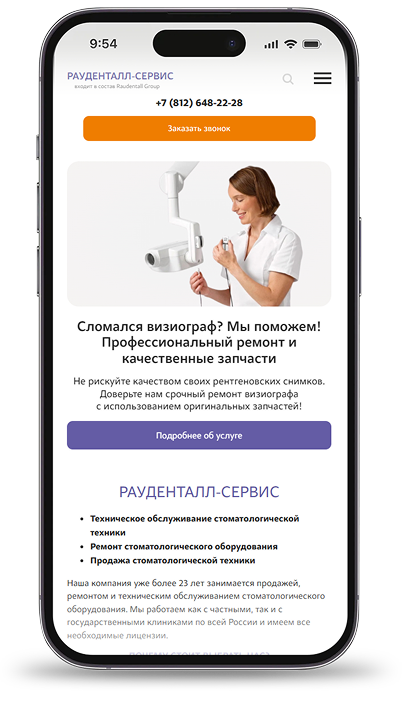 9:54
РАУДЕНТАЛЛ-СЕРВИС
входит в состав Raudentall Group
+7 (812) 648-22-28
Заказать звонок
Сломался визиограф? Мы поможем!
Профессиональный ремонт и
качественные запчасти
Не рискуйте качеством своих рентгеновских снимков.
Доверьте нам срочный ремонт визиографа
с использованием оригинальных запчастей!
Подробнее об услуге
РАУДЕНТАЛЛ-СЕРВИС
• Техническое обслуживание стоматологической
техники
• Ремонт стоматологического оборудования
• Продажа стоматологической техники
Наша компания уже более 23 лет занимается продажей,
ремонтом и техническим обслуживанием стоматологического
оборудования. Мы работаем как с частными, так и с
государственными клиниками по всей России и имеем все
необходимые лицензии.
ПОЧЕМУ СТОИТ ВЫБРАТЬ НАС?